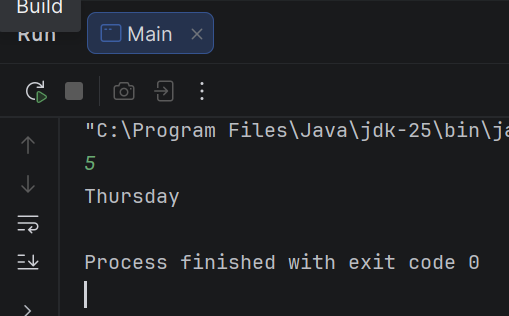 Build
Run
Main
"C:\Program Files\Java\jdk-25\bin\ja
5
Thursday
Process finished with exit code 0